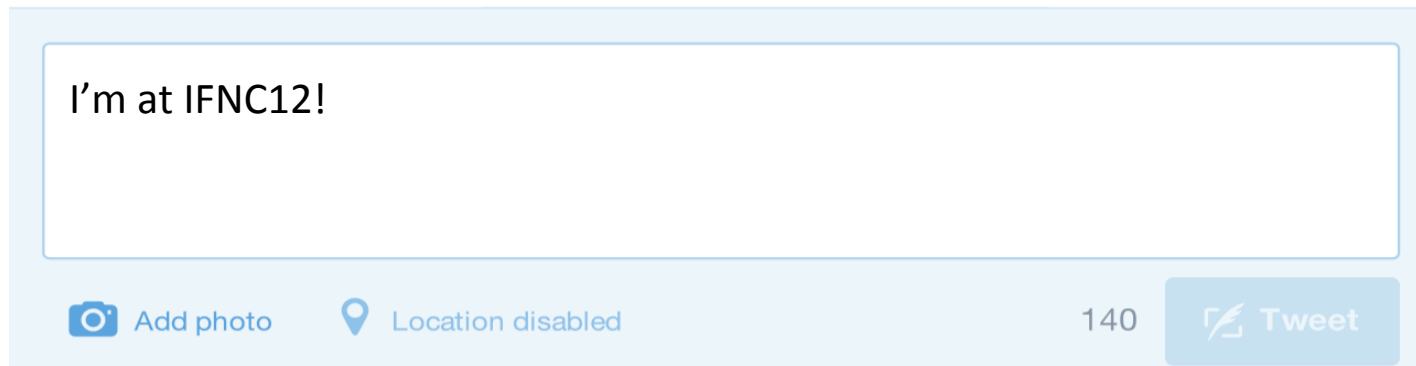 I’m at IFNC12!
Add photo Location disabled 140 Tweet